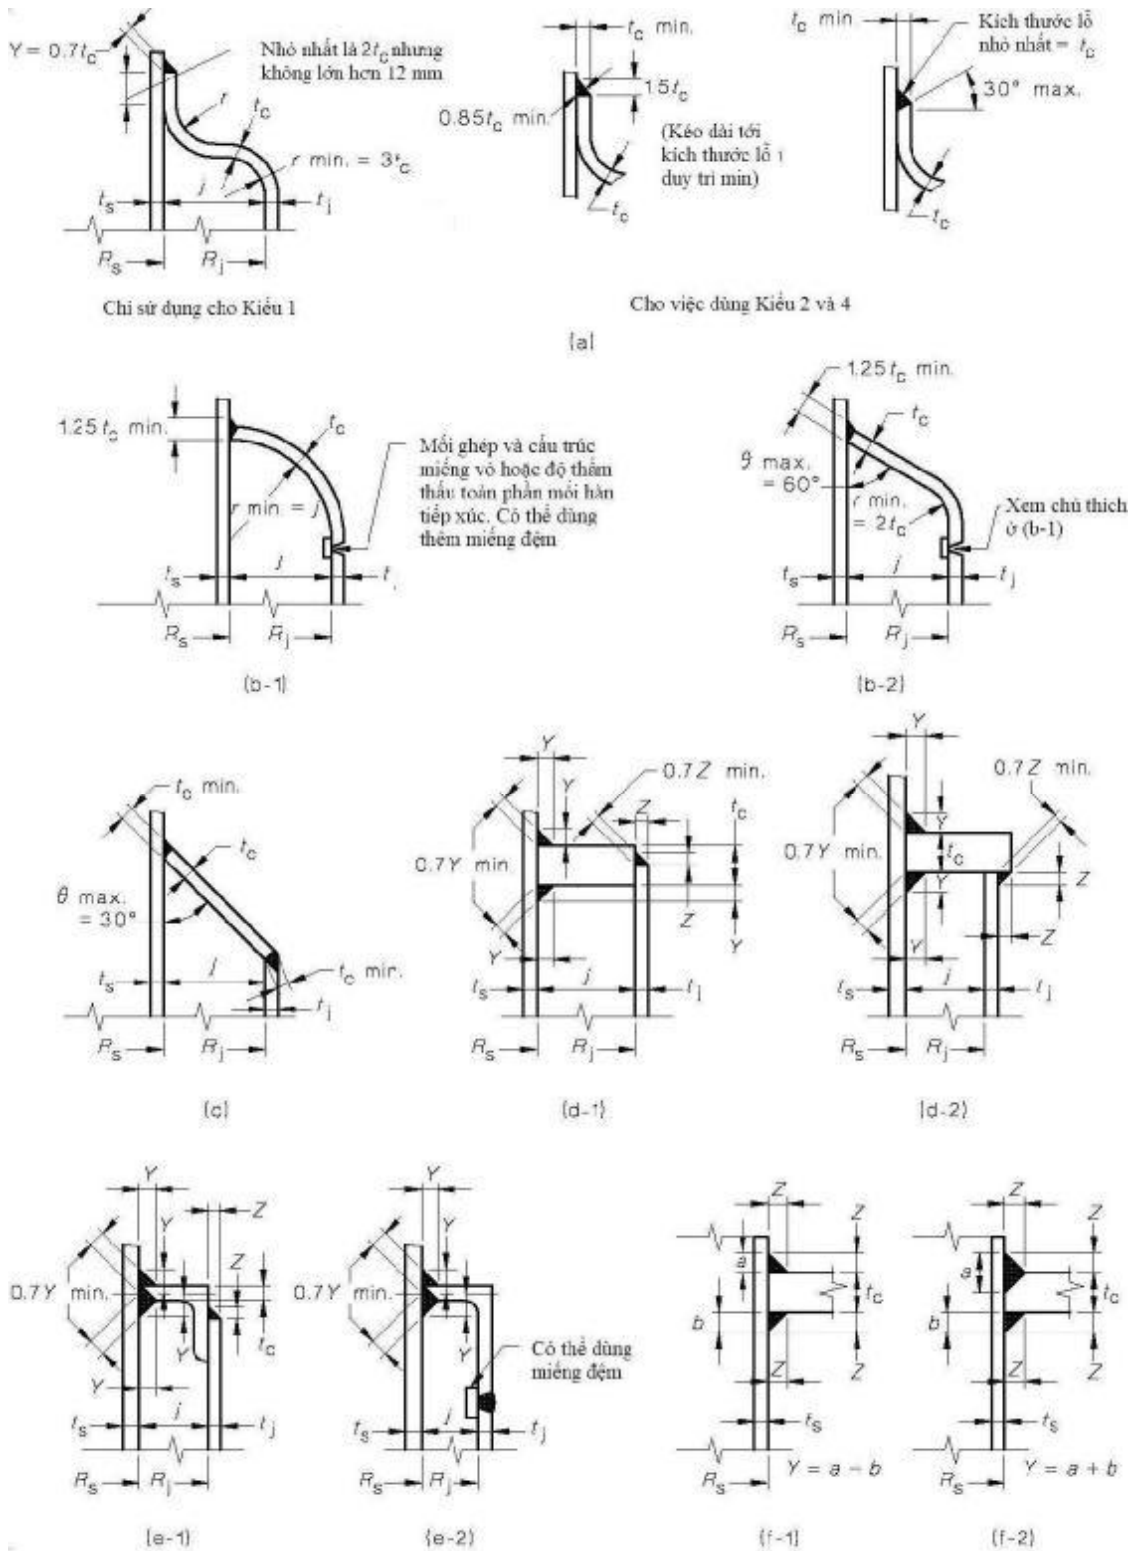 Y = 0.7tc
Nhỏ nhất là 2tc nhưng
không lớn hơn 12 mm
r
tc
r min. = 3tc
ts
j
tj
Rs
Rj
Chỉ sử dụng cho Kiểu 1
tc min.
1.5tc
0.85tc min.
(Kéo dài tới
kích thước lỗ
duy trì min)
tc
tc min
Kích thước lỗ
nhỏ nhất = tc
30° max.
tc
Cho việc dùng Kiểu 2 và 4
(a)
1.25tc min.
tc
r min = j
Mối ghép và cấu trúc
miếng vỏ hoặc độ thẩm
thấu toàn phần mối hàn
tiếp xúc. Có thể dùng
thêm miếng đệm
ts
j
t
Rs
Rj
(b-1)
1.25tc min.
tc
θ max.
= 60°
r min.
= 2tc
Xem chú thích
ở (b-1)
ts
j
tj
Rs
Rj
(b-2)
tc min.
tc
θ max.
= 30°
ts
j
tc min.
tj
Rs
Rj
(c)
Y
Y
0.7Z min.
Z
tc
0.7Y min.
Z
Y
Y
ts
j
tj
Rs
Rj
(d-1)
Y
0.7Z min.
Y
0.7Y min.
tc
Z
Y
Y
Z
ts
j
tj
Rs
Rj
(d-2)
Y
Z
Y
Z
0.7Y min.
Y
tc
Y
ts
j
tj
Rs
Rj
(e-1)
Y
Y
0.7Y min.
Y
Có thể dùng
miếng đệm
ts
j
tj
Rs
Rj
(e-2)
Z
Z
a
tc
b
Z
Z
ts
Rs
Y = a - b
(f-1)
Z
Z
a
tc
b
Z
Z
ts
Rs
Y = a + b
(f-2)